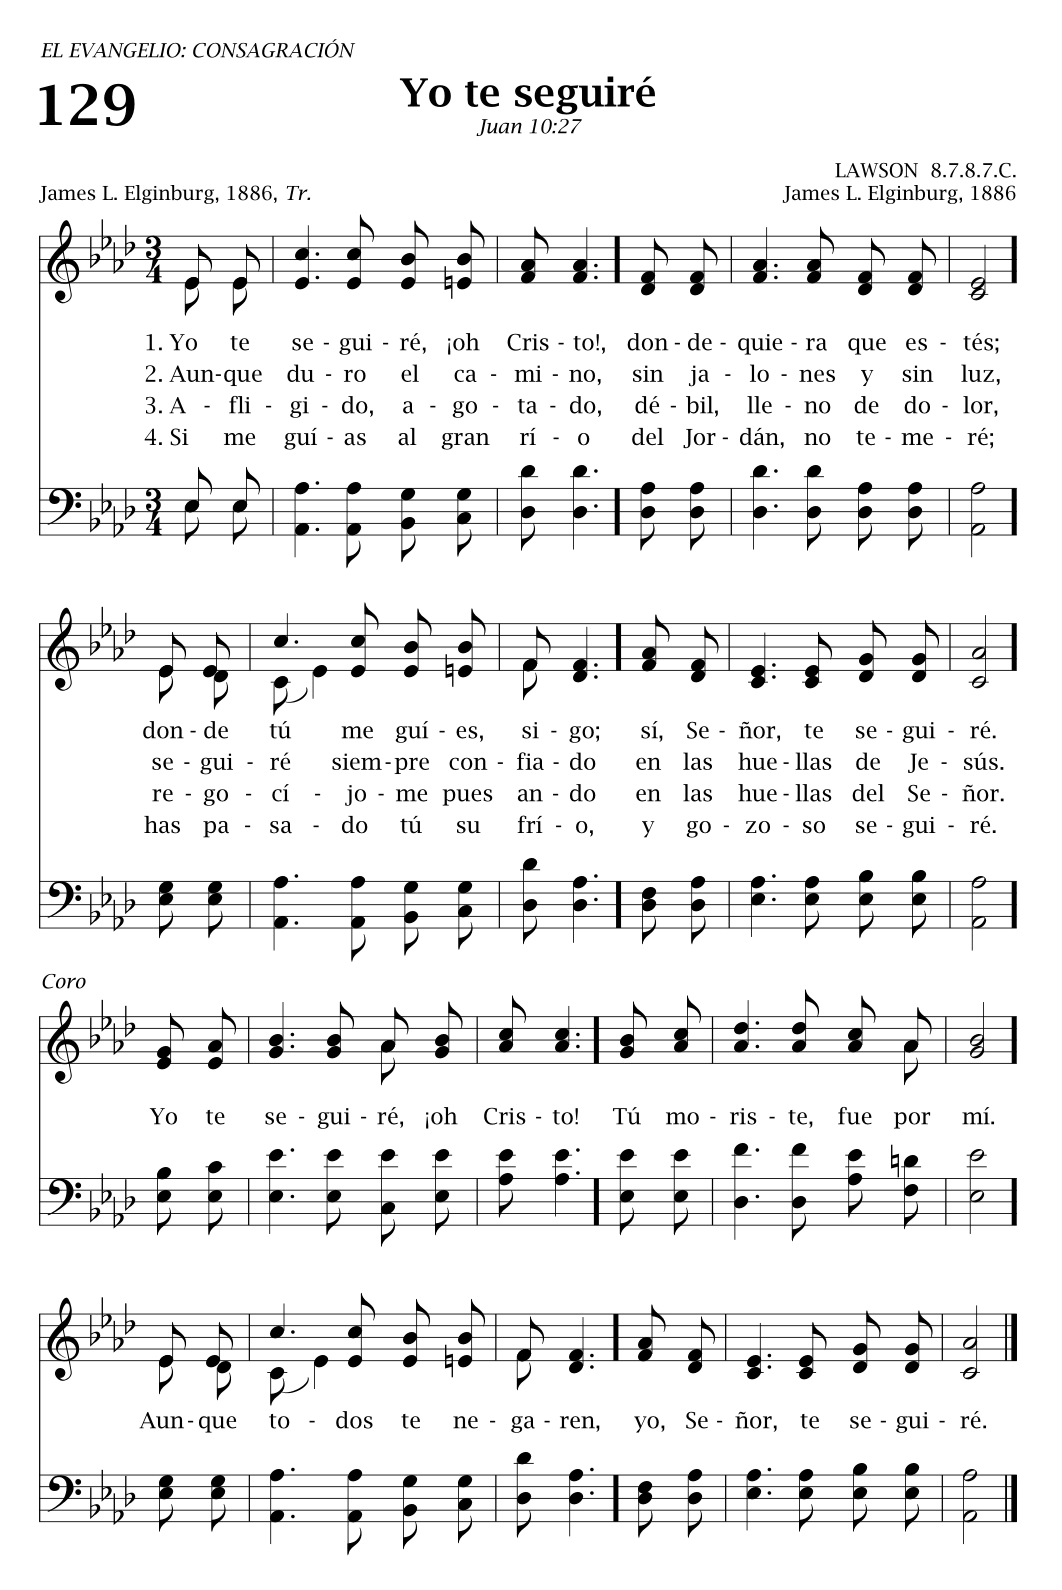 EL EVANGELIO: CONSAGRACIÓN
129
Yo te seguiré
Juan 10:27
LAWSON 8.7.8.7.C.
James L. Elginburg, 1886, Tr.
James L. Elginburg, 1886
1. Yo te se - gui - ré, ¡oh Cris - to!, don - de - quie - ra que es - tés;
2. Aun - que du - ro el ca - mi - no, sin ja - lo - nes y sin luz,
3. A - fli - gi - do, a - go - ta - do, dé - bil, lle - no de do - lor,
4. Si me guí - as al gran rí - o del Jor - dán, no te - me - ré;
don - de tú me guí - es, si - go; sí, Se - ñor, te se - gui - ré.
se - gui - ré siem - pre con - fia - do en las hue - llas de Je - sús.
re - go - cí - jo - me pues an - do en las hue - llas del Se - ñor.
has pa - sa - do tú su frí - o, y go - zo - so se - gui - ré.
Coro
Yo te se - gui - ré, ¡oh Cris - to! Tú mo - ris - te, fue por mí.
Aun - que to - dos te ne - ga - ren, yo, Se - ñor, te se - gui - ré.